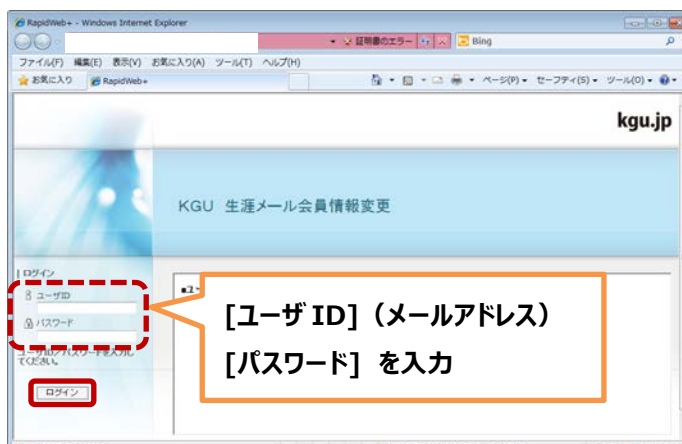 RapidWeb+ - Windows Internet Explorer
証明書のエラー
Bing
ファイル(F) 編集(E) 表示(V) お気に入り(A) ツール(T) ヘルプ(H)
お気に入り RapidWeb+ ページ(P) セーフティ(S) ツール(O)
kgu.jp
KGU 生涯メール会員情報変更
ログイン
ユーザID
パスワード
ユーザID/パスワードを入力し
てください。
ログイン
[ユーザ ID] (メールアドレス)
[パスワード] を入力